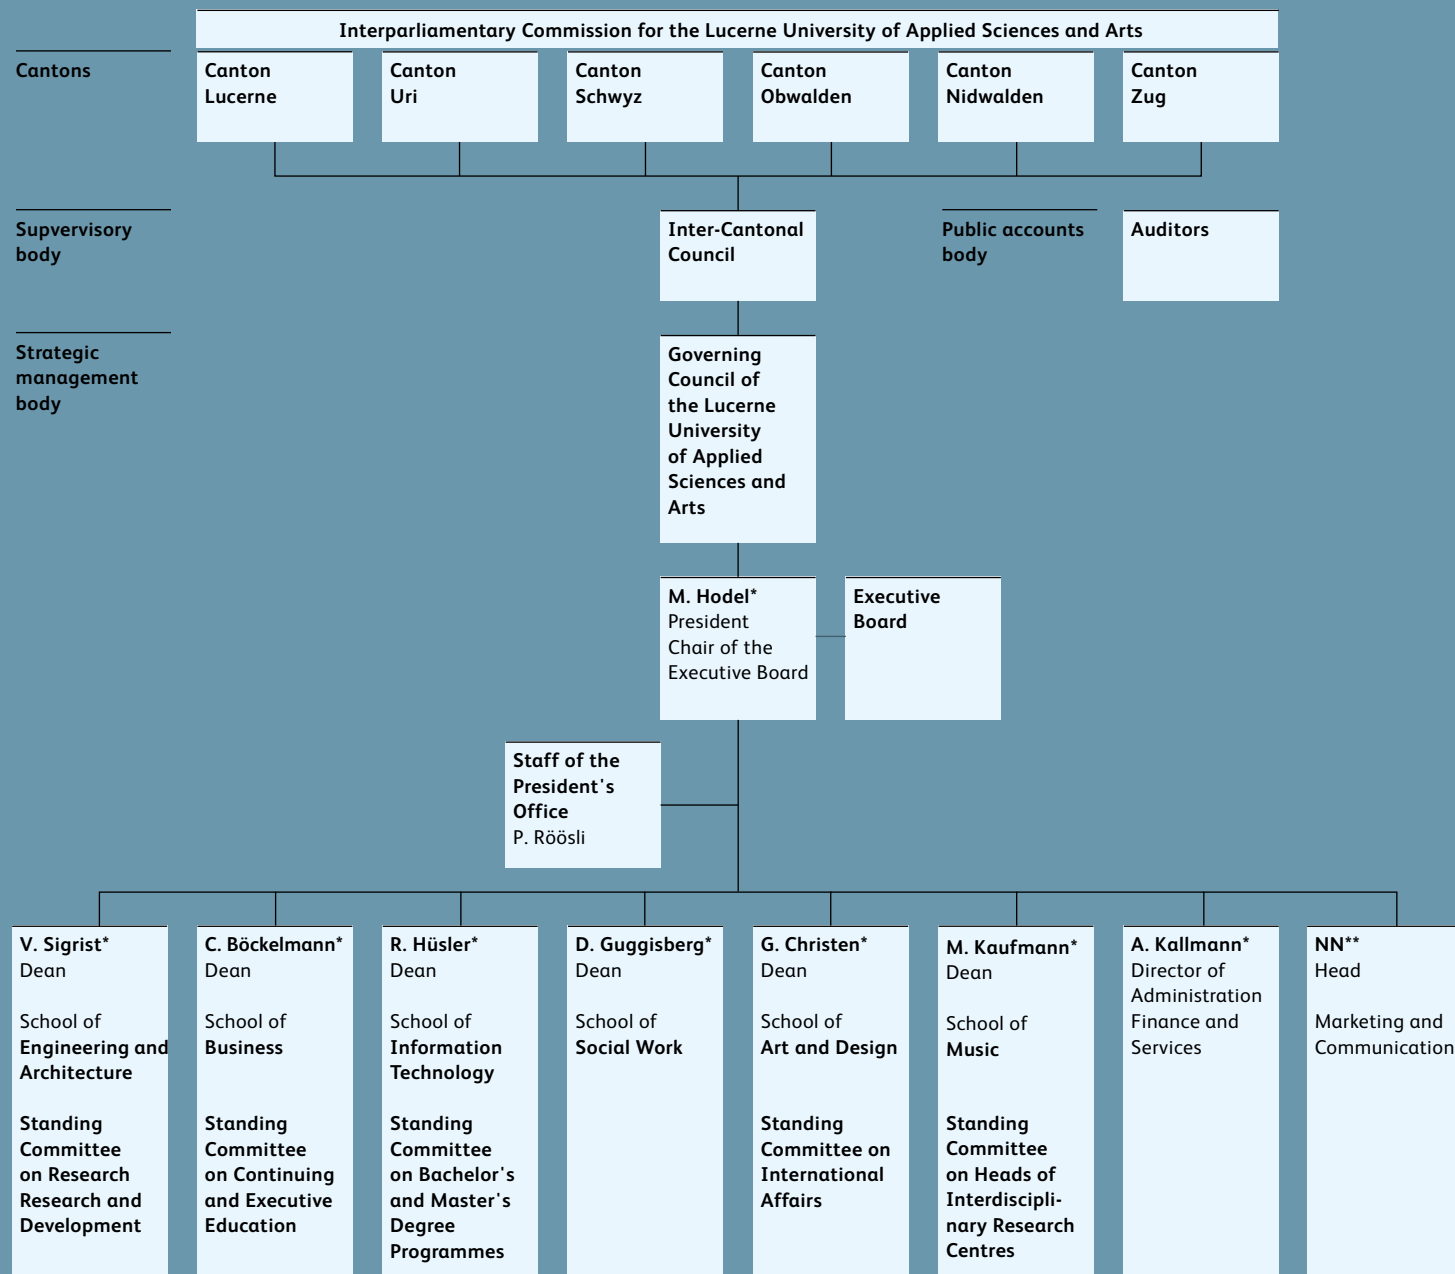 Interparliamentary Commission for the Lucerne University of Applied Sciences and Arts
Cantons
Canton
Lucerne
Canton
Uri
Canton
Schwyz
Canton
Obwalden
Canton
Nidwalden
Canton
Zug
Supvervisory
body
Inter-Cantonal
Council
Public accounts
body
Auditors
Strategic
management
body
Governing
Council of
the Lucerne
University
of Applied
Sciences and
Arts
M. Hodel*
President
Chair of the
Executive Board
Executive
Board
Staff of the
President's
Office
P. Röösli
V. Sigrist*
Dean
School of
Engineering and
Architecture
Standing
Committee
on Research
Research and
Development
C. Böckelmann*
Dean
School of
Business
Standing
Committee
on Continuing
and Executive
Education
R. Hüsler*
Dean
School of
Information
Technology
Standing
Committee
on Bachelor's
and Master's
Degree
Programmes
D. Guggisberg*
Dean
School of
Social Work
G. Christen*
Dean
School of
Art and Design
Standing
Committee on
International
Affairs
M. Kaufmann*
Dean
School of
Music
Standing
Committee
on Heads of
Interdiscipli-
nary Research
Centres
A. Kallmann*
Director of
Administration
Finance and
Services
NN**
Head
Marketing and
Communication